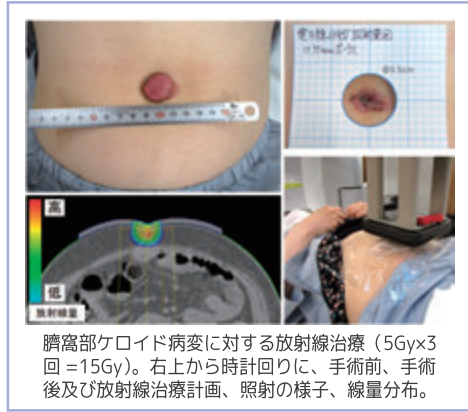 Φ3.5cm
高
低
放射線量
臍窩部ケロイド病変に対する放射線治療（5Gy×3
回 =15Gy）。右上から時計回りに、手術前、手術
後及び放射線治療計画、照射の様子、線量分布。